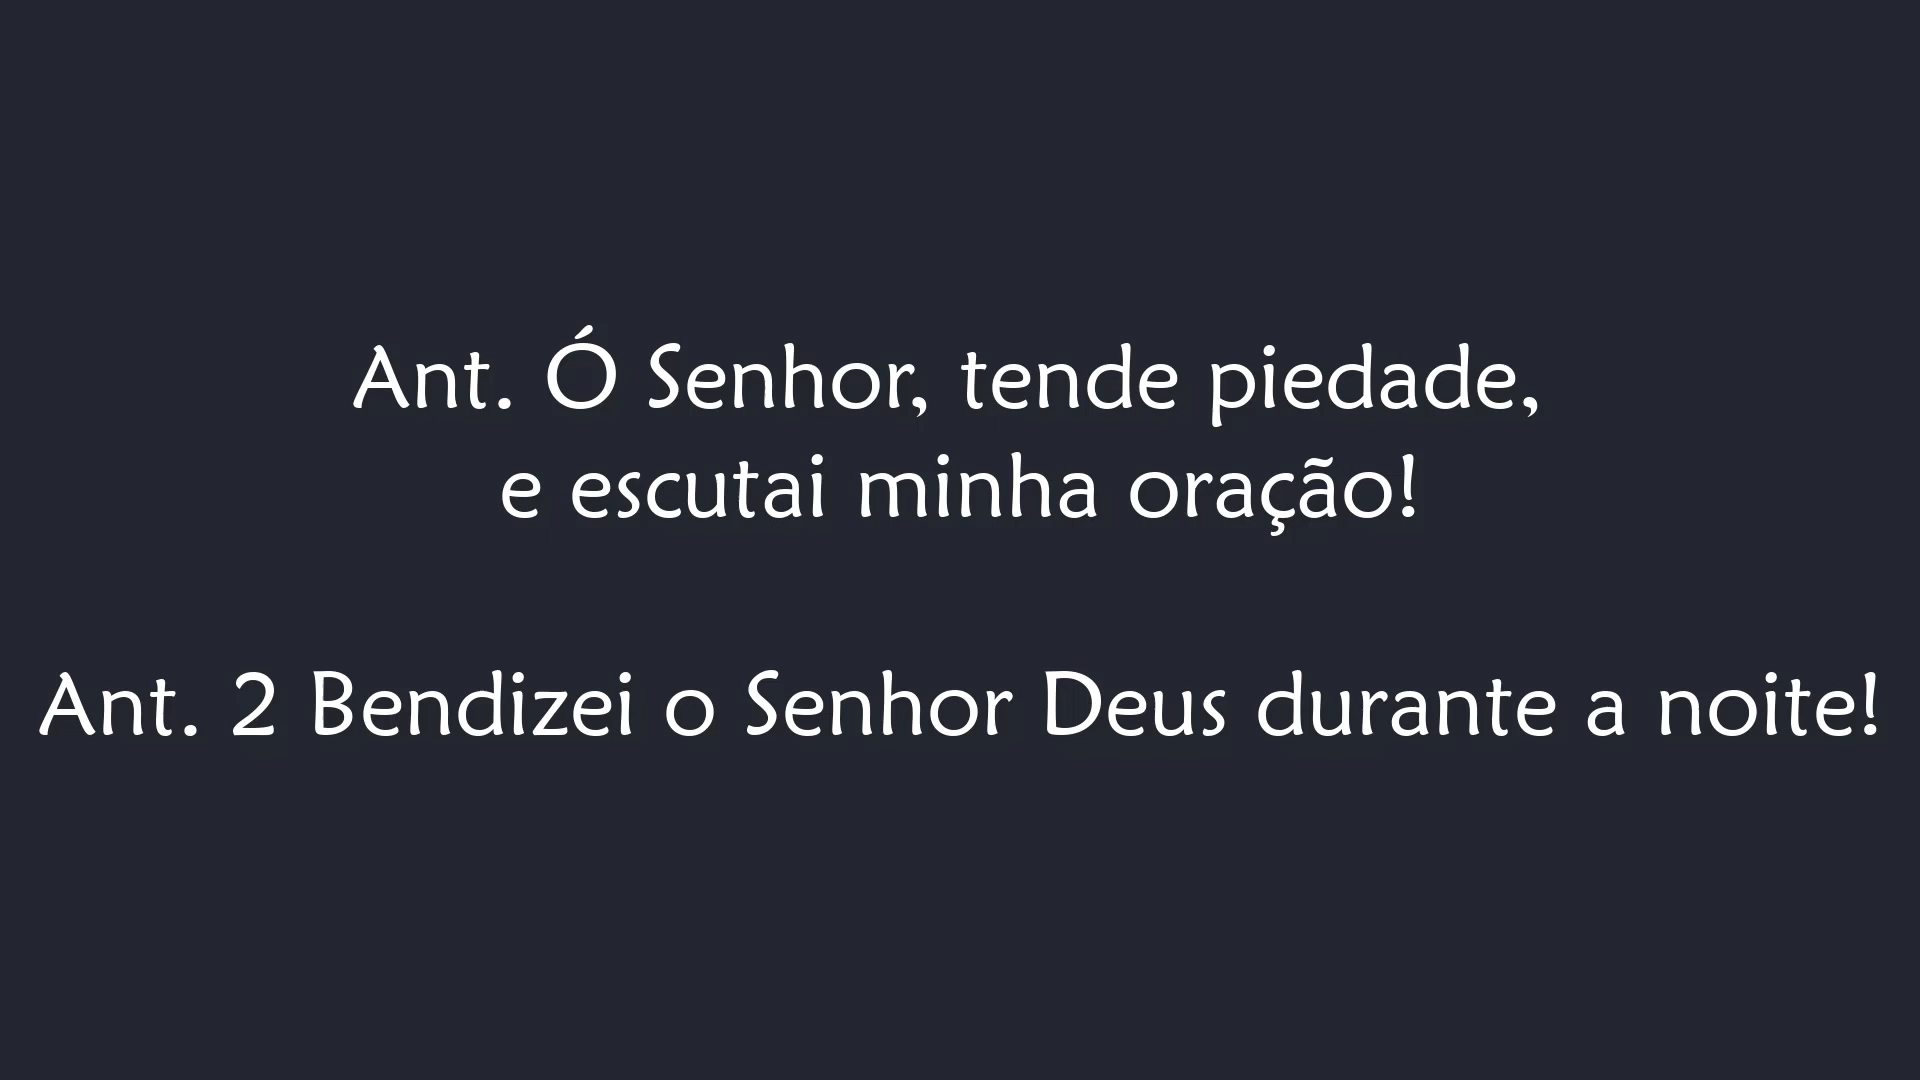 Ant. Ó Senhor, tende piedade,
e escutai minha oração!
Ant. 2 Bendizei o Senhor Deus durante a noite!